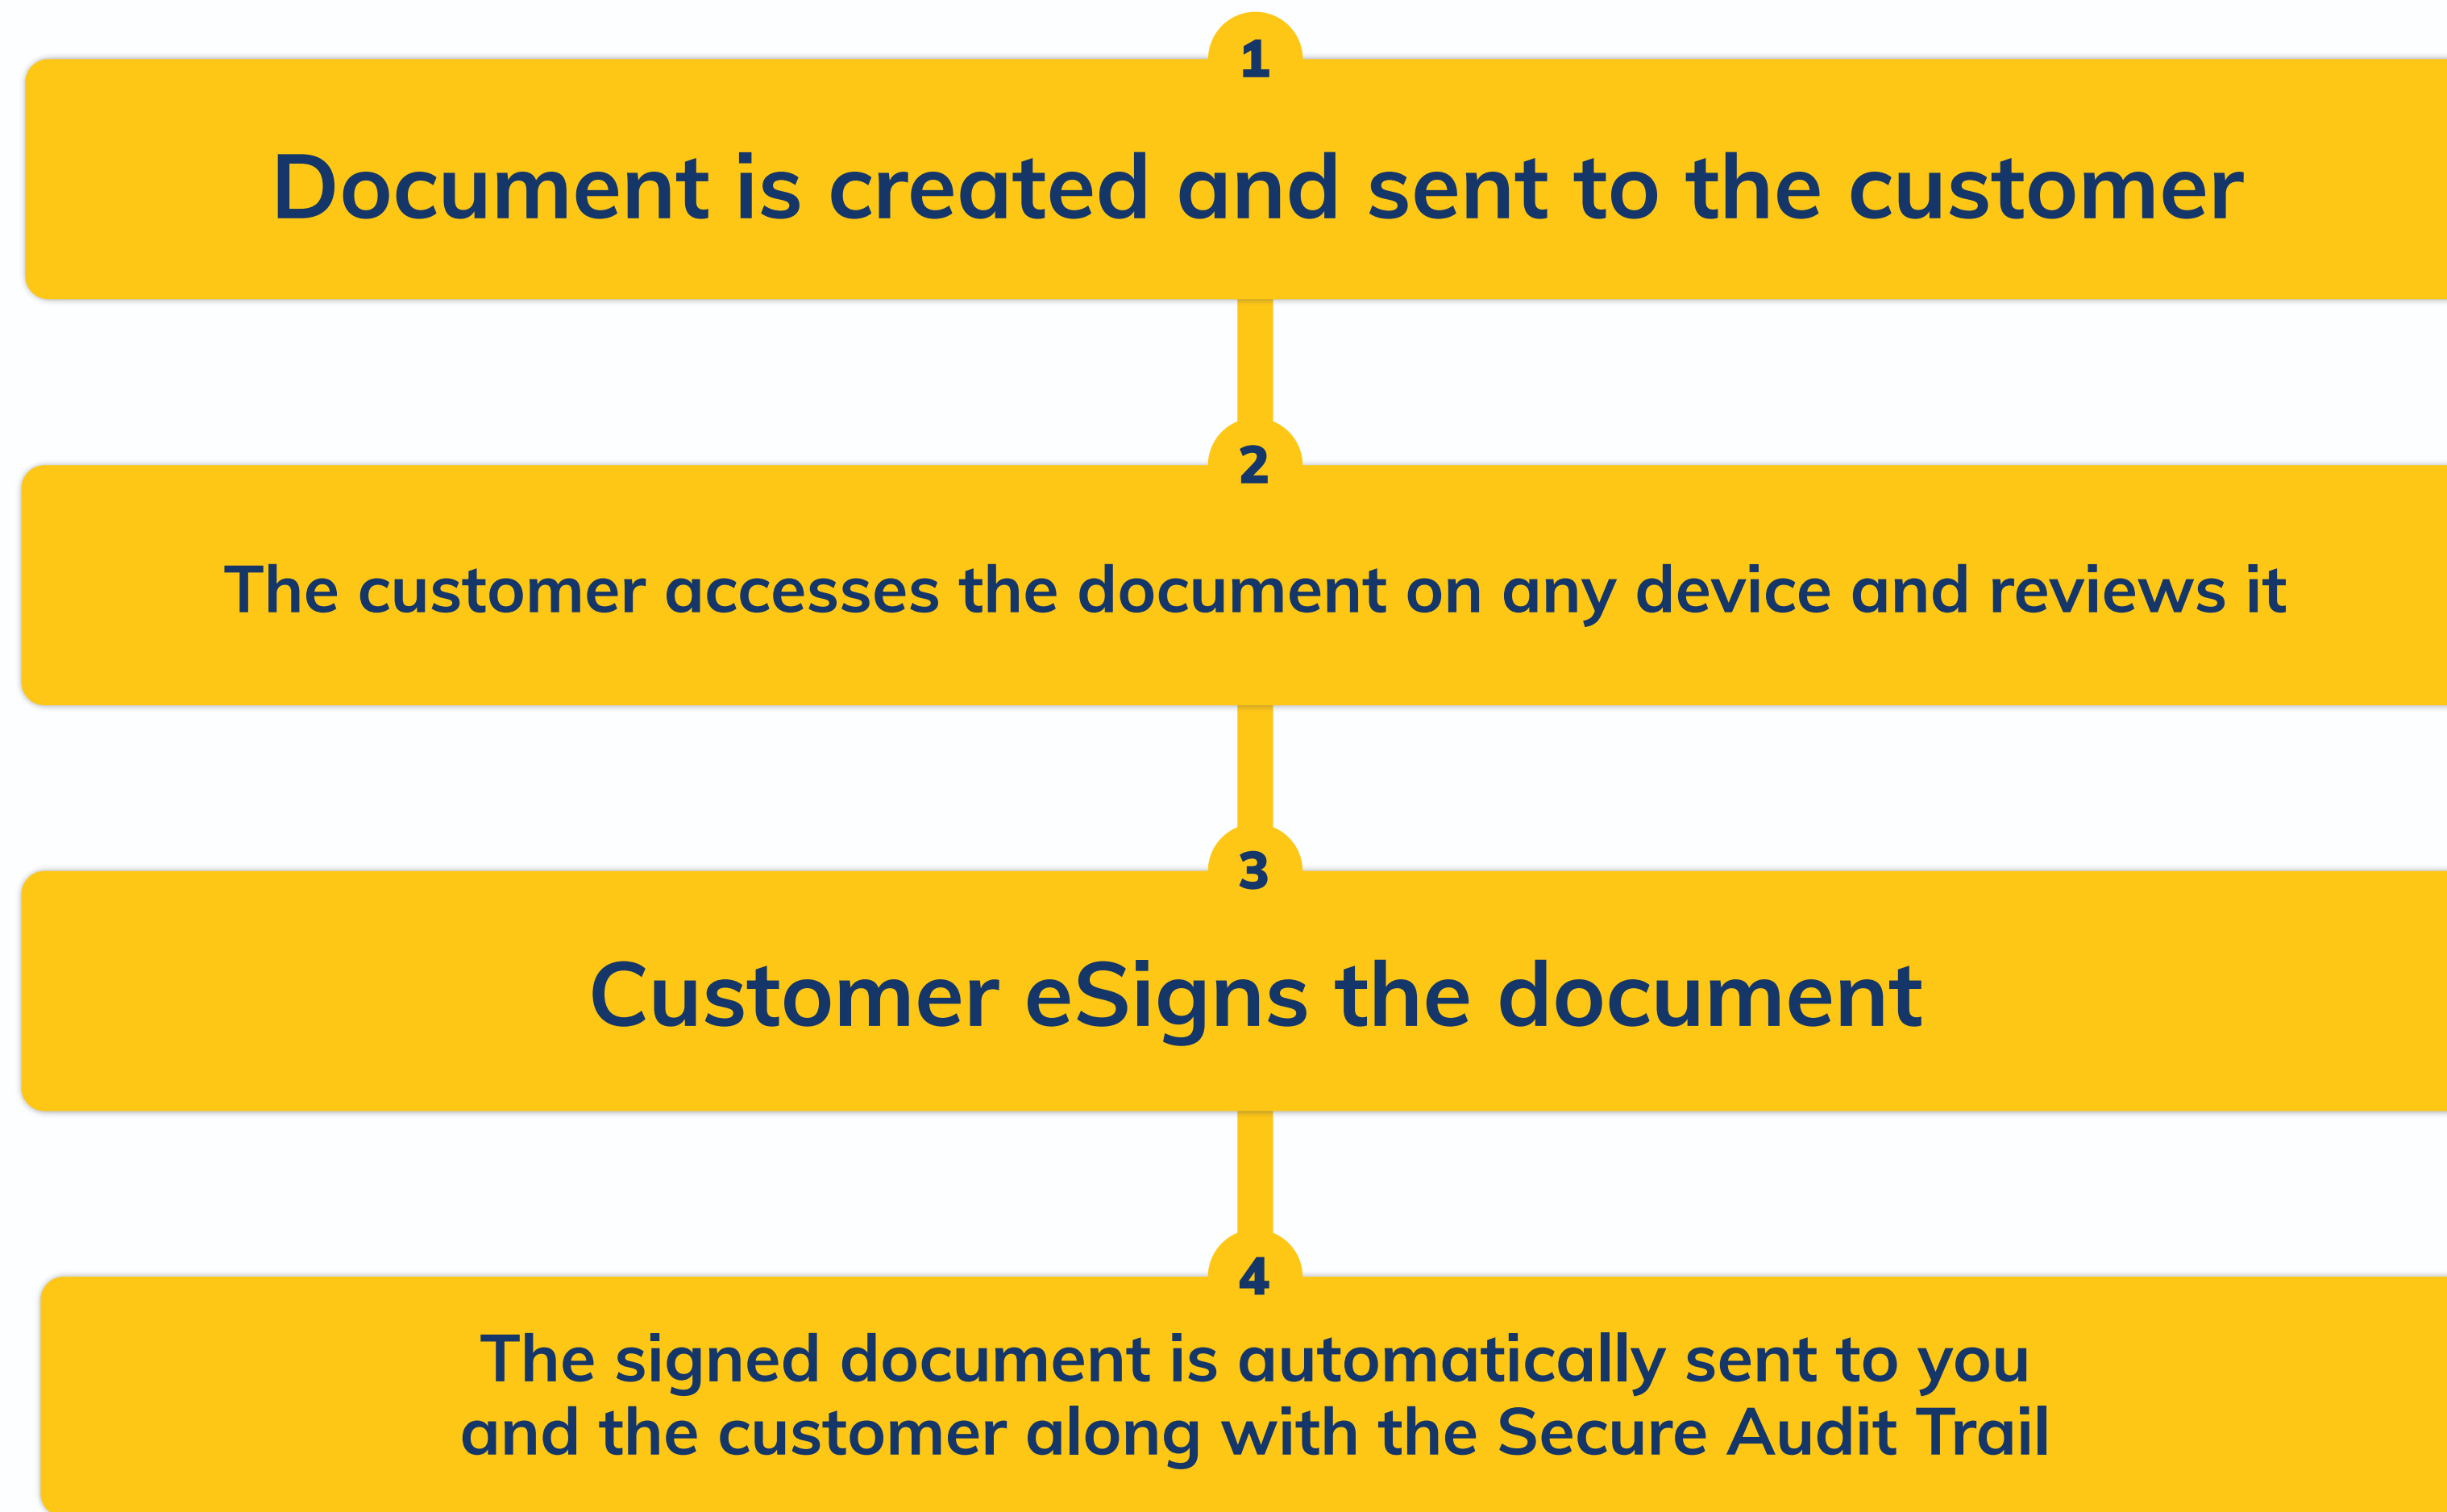 1
Document is created and sent to the customer
2
The customer accesses the document on any device and reviews it
3
Customer eSigns the document
4
The signed document is automatically sent to you
and the customer along with the Secure Audit Trail